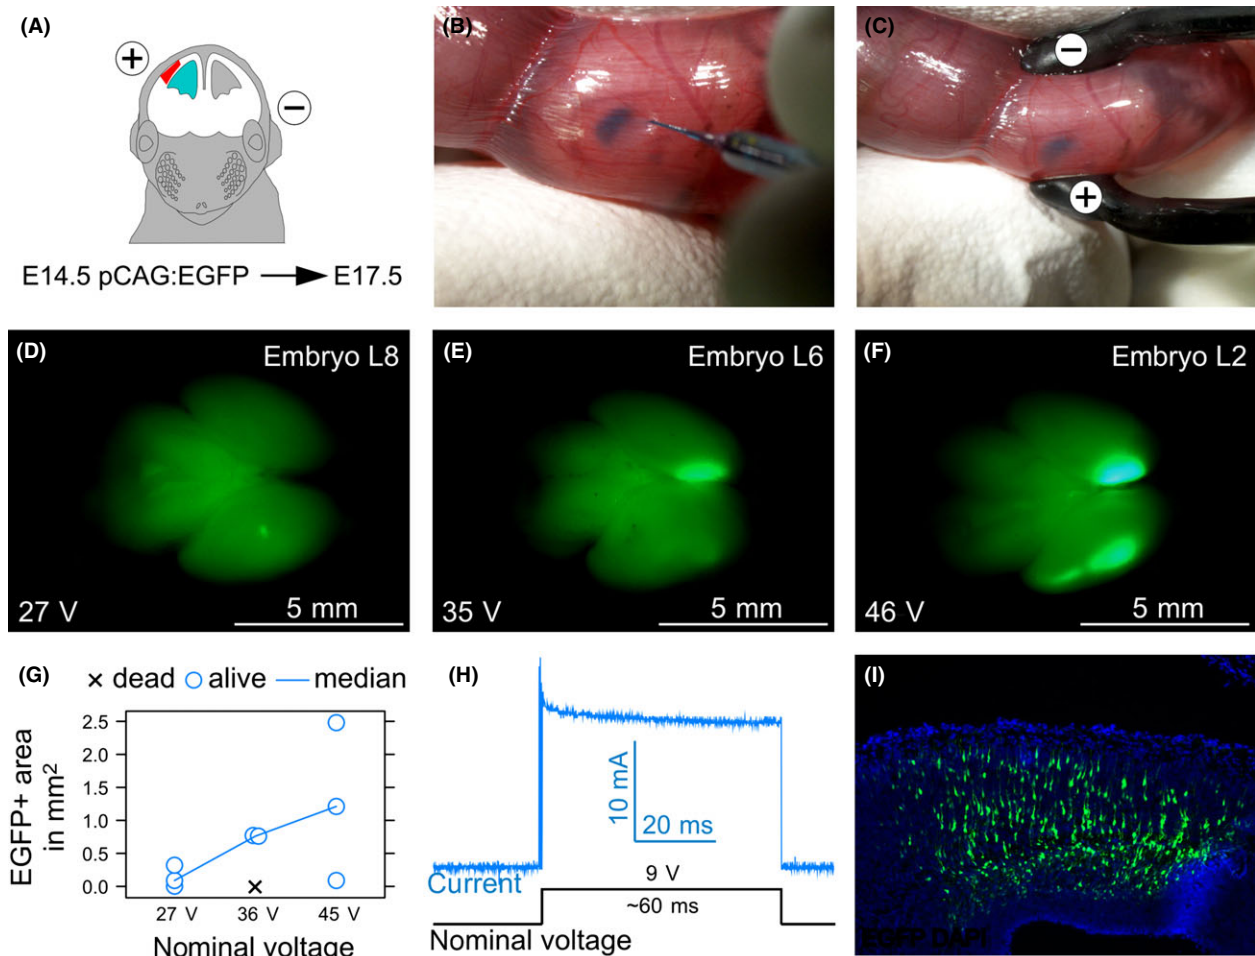 (A)
+
−
E14.5 pCAG:EGFP → E17.5
(B)
(C)
−
+
(D)
Embryo L8
27 V
5 mm
(E)
Embryo L6
35 V
5 mm
(F)
Embryo L2
46 V
5 mm
(G)
× dead ○ alive — median
EGFP+ area
in mm²
2.5
2.0
1.5
1.0
0.5
0.0
27 V 36 V 45 V
Nominal voltage
(H)
10 mA
20 ms
Current
9 V
~60 ms
Nominal voltage
(I)
EGFP DAPI